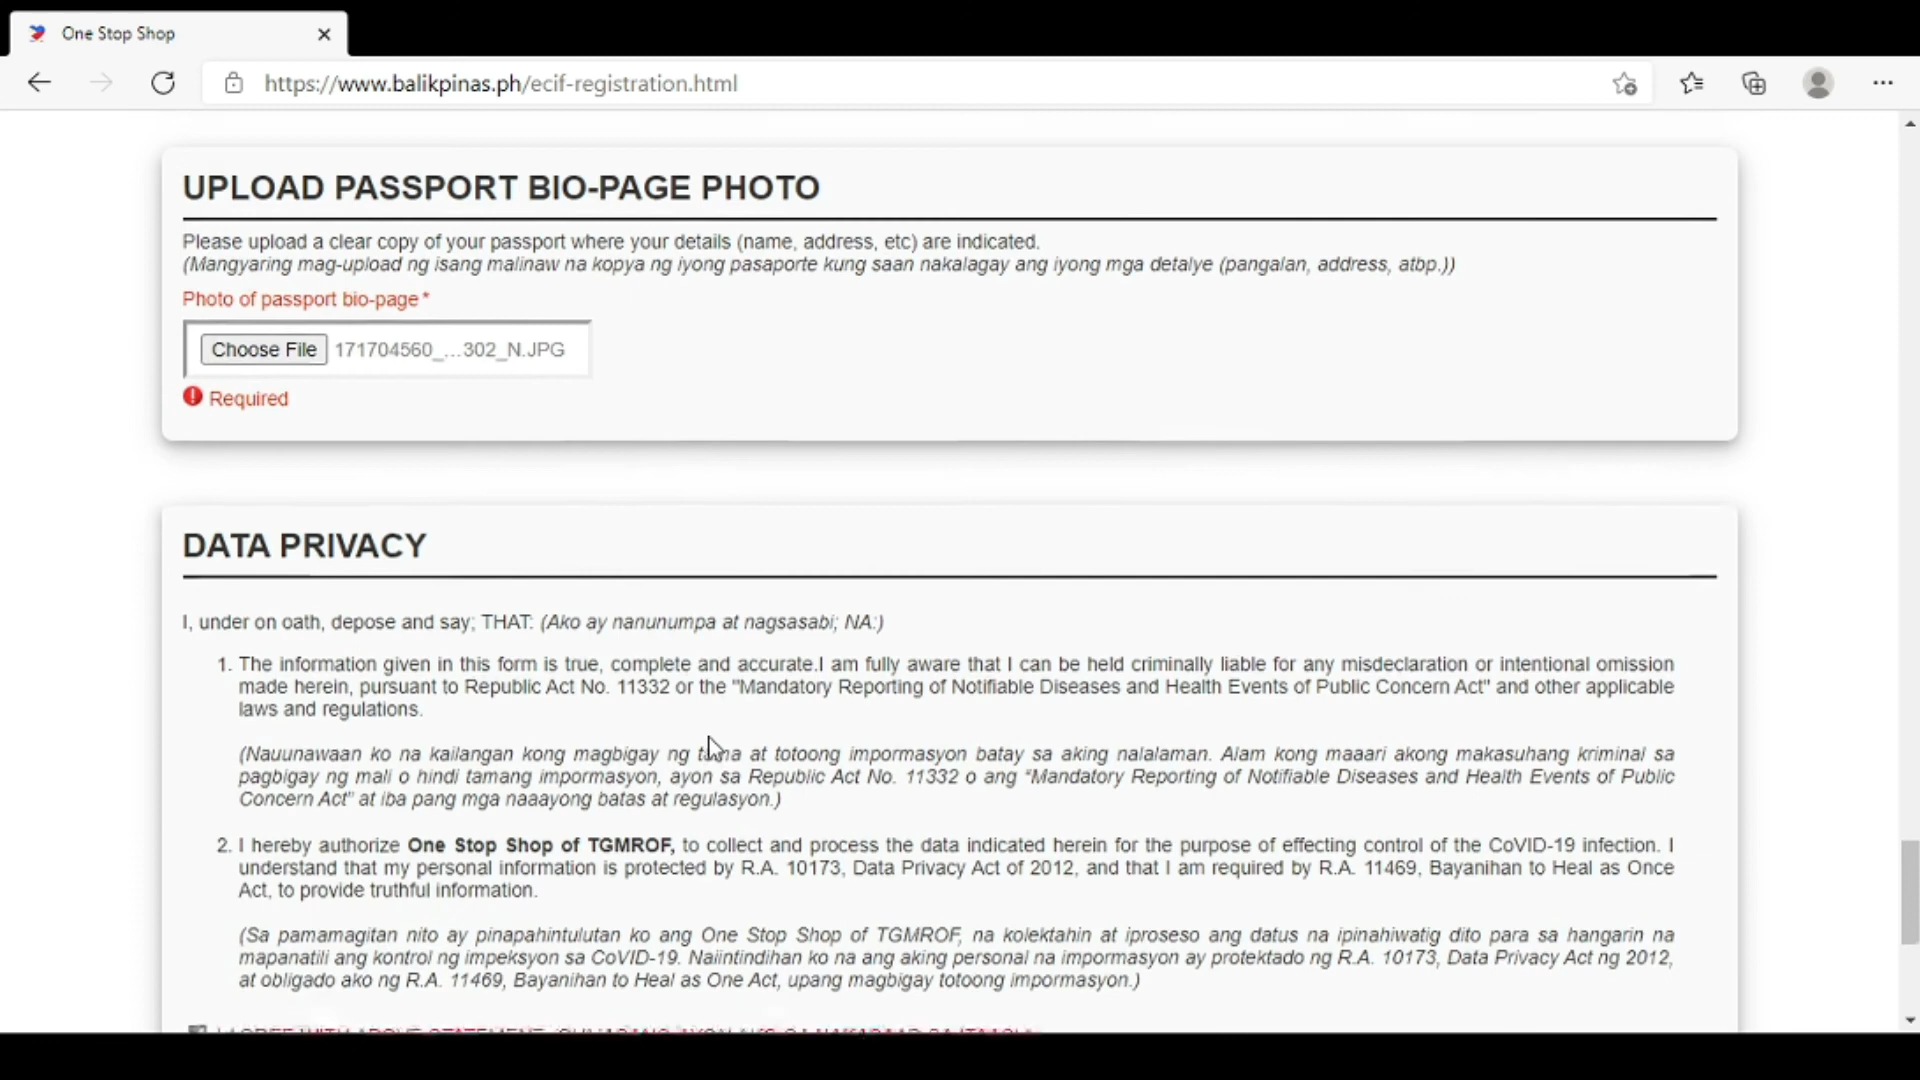 One Stop Shop
https://www.balikpinas.ph/ecif-registration.html
UPLOAD PASSPORT BIO-PAGE PHOTO
Please upload a clear copy of your passport where your details (name, address, etc) are indicated.
(Mangyaring mag-upload ng isang malinaw na kopya ng iyong pasaporte kung saan nakalagay ang iyong mga detalye (pangalan, address, atbp.))
Photo of passport bio-page*
Choose File 171704560_...302_N.JPG
Required
DATA PRIVACY
I, under on oath, depose and say; THAT: (Ako ay nanunumpa at nagsasabi; NA:)
1. The information given in this form is true, complete and accurate.I am fully aware that I can be held criminally liable for any misdeclaration or intentional omission
made herein, pursuant to Republic Act No. 11332 or the "Mandatory Reporting of Notifiable Diseases and Health Events of Public Concern Act" and other applicable
laws and regulations.
(Nauunawaan ko na kailangan kong magbigay ng tama at totoong impormasyon batay sa aking nalalaman. Alam kong maaari akong makasuhang kriminal sa
pagbigay ng mali o hindi tamang impormasyon, ayon sa Republic Act No. 11332 o ang “Mandatory Reporting of Notifiable Diseases and Health Events of Public
Concern Act” at iba pang mga naaayong batas at regulasyon.)
2. I hereby authorize One Stop Shop of TGMROF, to collect and process the data indicated herein for the purpose of effecting control of the CoVID-19 infection. I
understand that my personal information is protected by R.A. 10173, Data Privacy Act of 2012, and that I am required by R.A. 11469, Bayanihan to Heal as Once
Act, to provide truthful information.
(Sa pamamagitan nito ay pinapahintulutan ko ang One Stop Shop of TGMROF, na kolektahin at iproseso ang datus na ipinahiwatig dito para sa hangarin na
mapanatili ang kontrol ng impeksyon sa CoVID-19. Naiintindihan ko na ang aking personal na impormasyon ay protektado ng R.A. 10173, Data Privacy Act ng 2012,
at obligado ako ng R.A. 11469, Bayanihan to Heal as One Act, upang magbigay totoong impormasyon.)
I AGREE WITH ABOVE STATEMENT